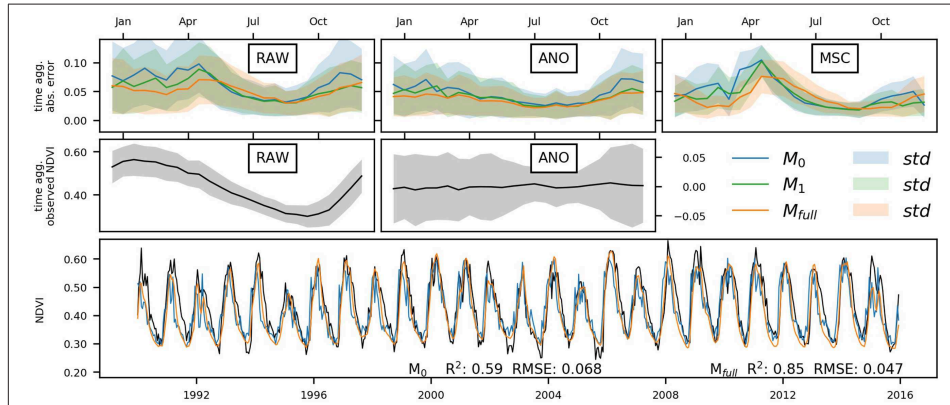 Jan Apr Jul Oct Jan Apr Jul Oct Jan Apr Jul Oct
RAW ANO MSC
time agg.
abs. error
0.10
0.05
0.00
RAW ANO
time agg.
observed NDVI
0.60
0.40
0.05
0.00
−0.05
M0 std
M1 std
Mfull std
NDVI
0.60
0.50
0.40
0.30
0.20
M0 R²: 0.59 RMSE: 0.068 Mfull R²: 0.85 RMSE: 0.047
1992 1996 2000 2004 2008 2012 2016